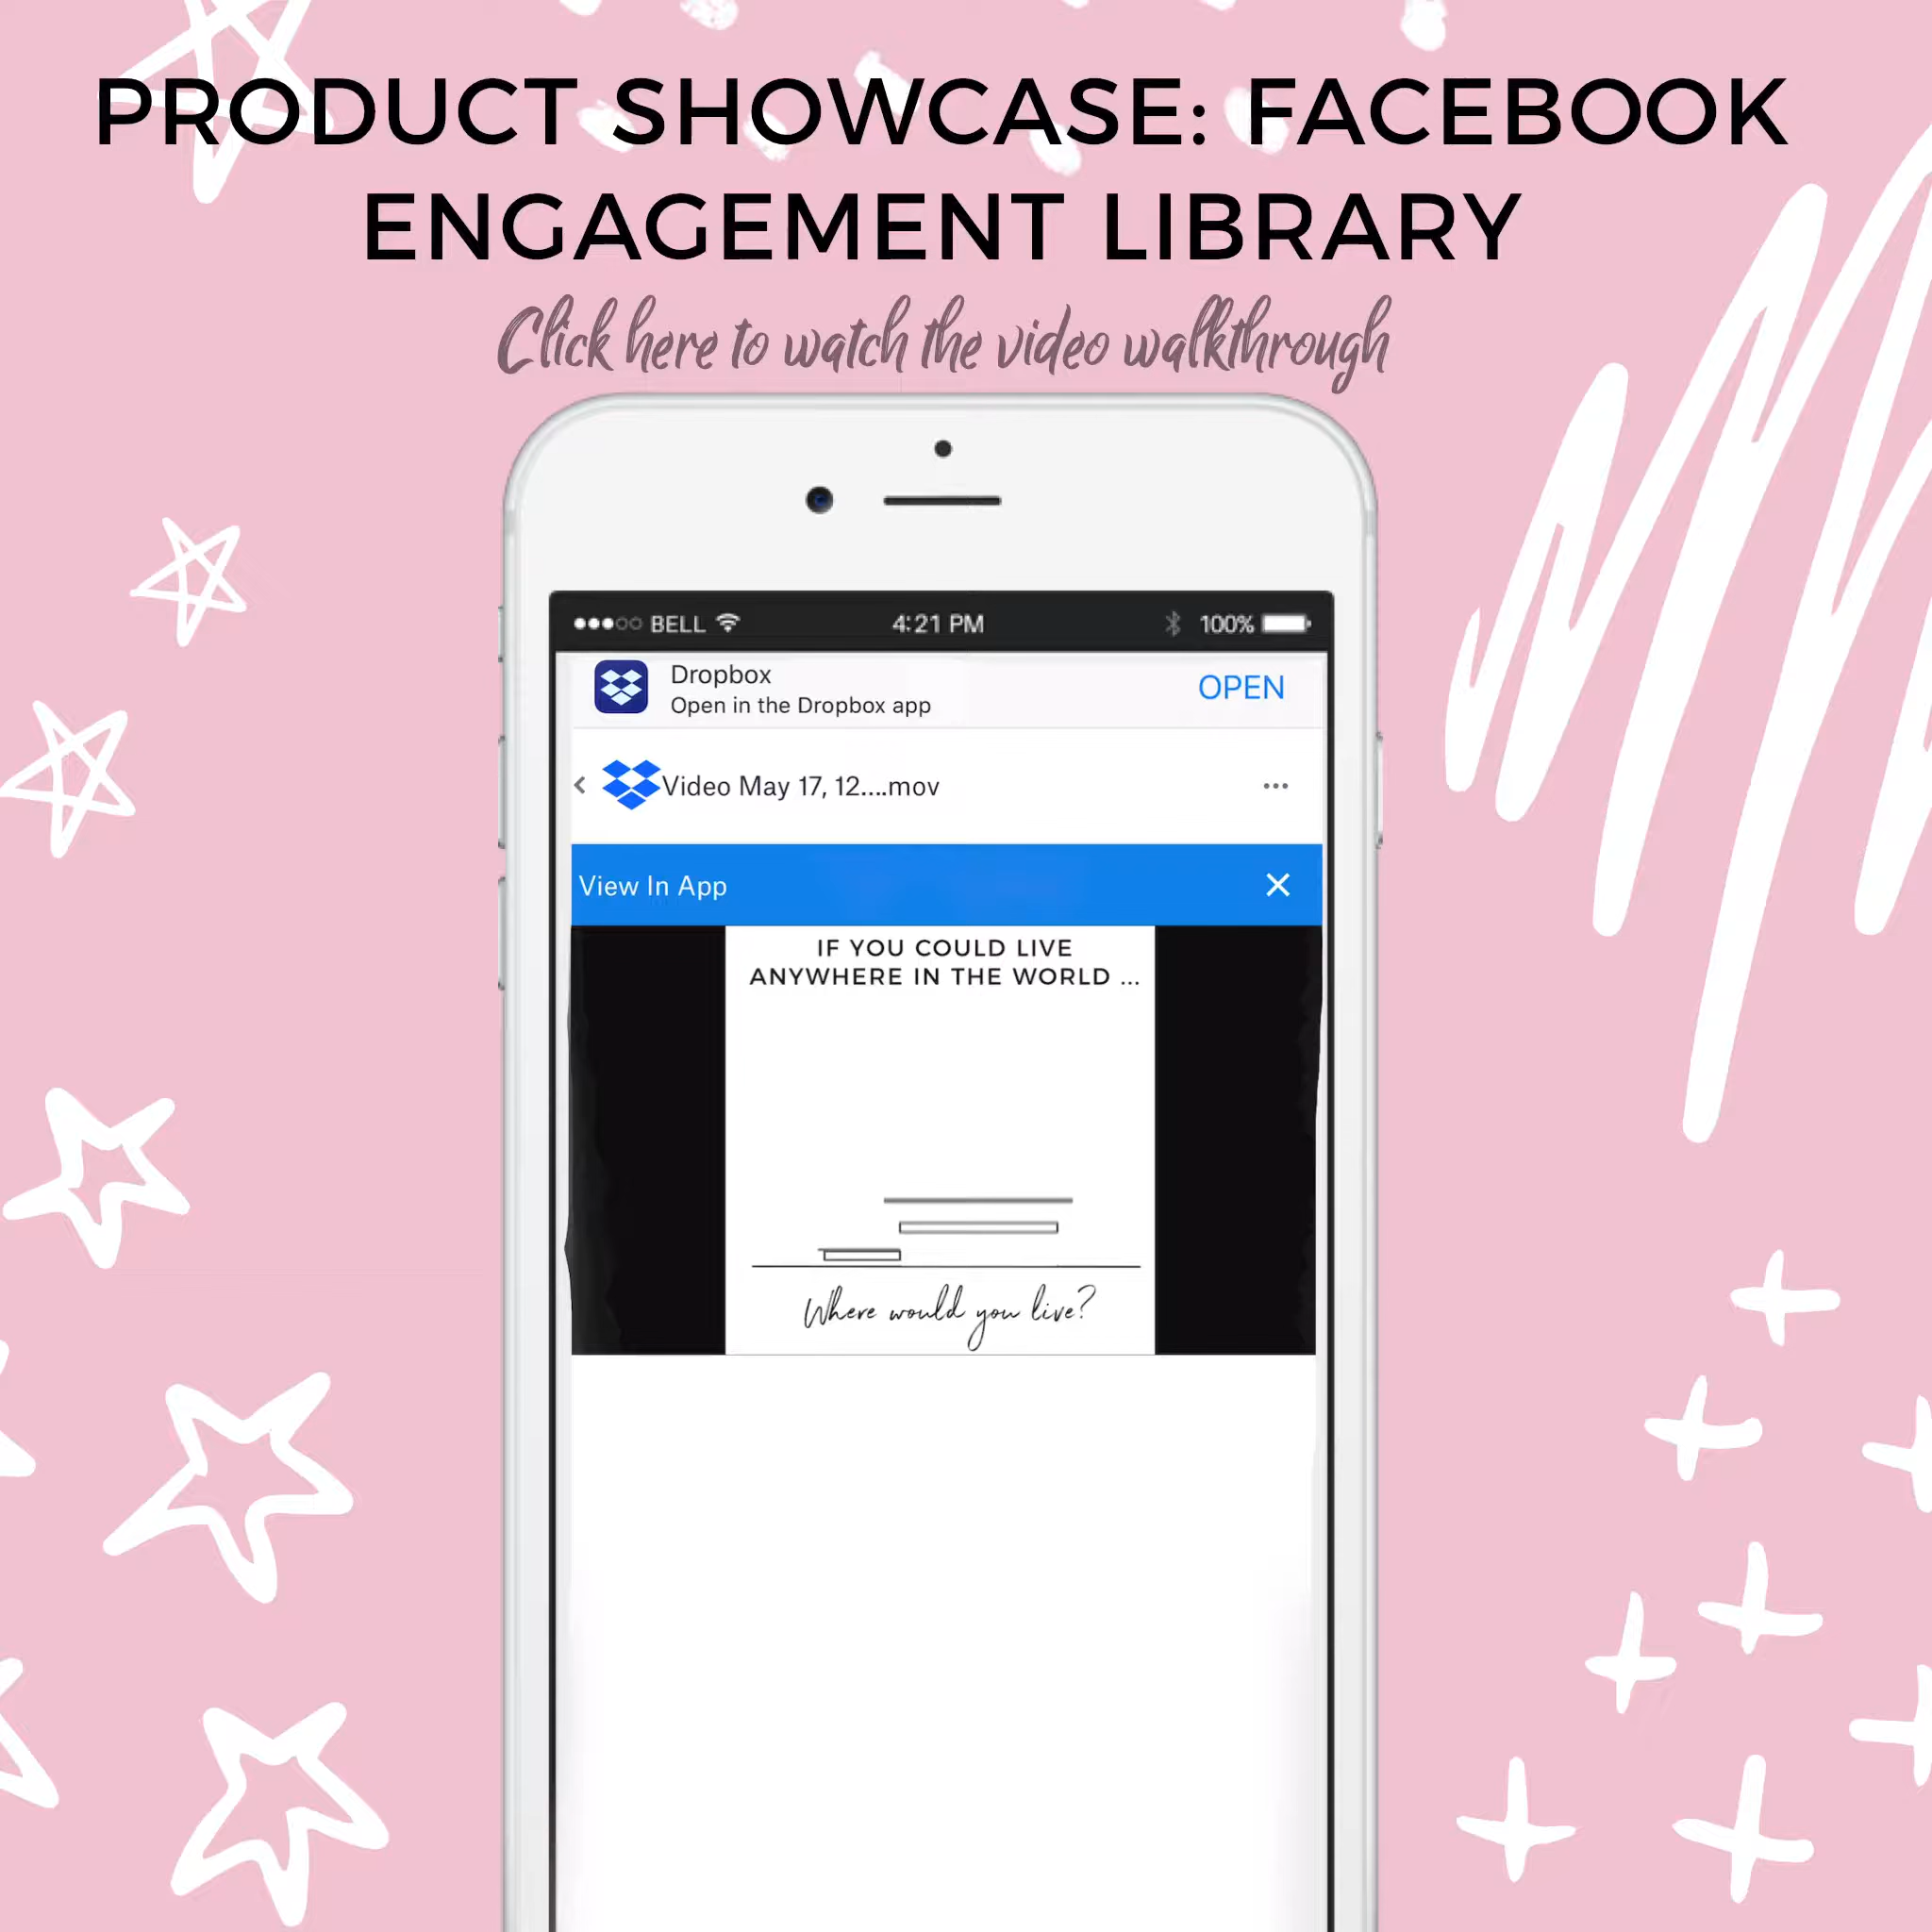 PRODUCT SHOWCASE: FACEBOOK
ENGAGEMENT LIBRARY
Click here to watch the video walkthrough
BELL 4:21 PM 100%
Dropbox
Open in the Dropbox app
OPEN
Video May 17, 12....mov
View In App
IF YOU COULD LIVE
ANYWHERE IN THE WORLD ...
Where would you live?